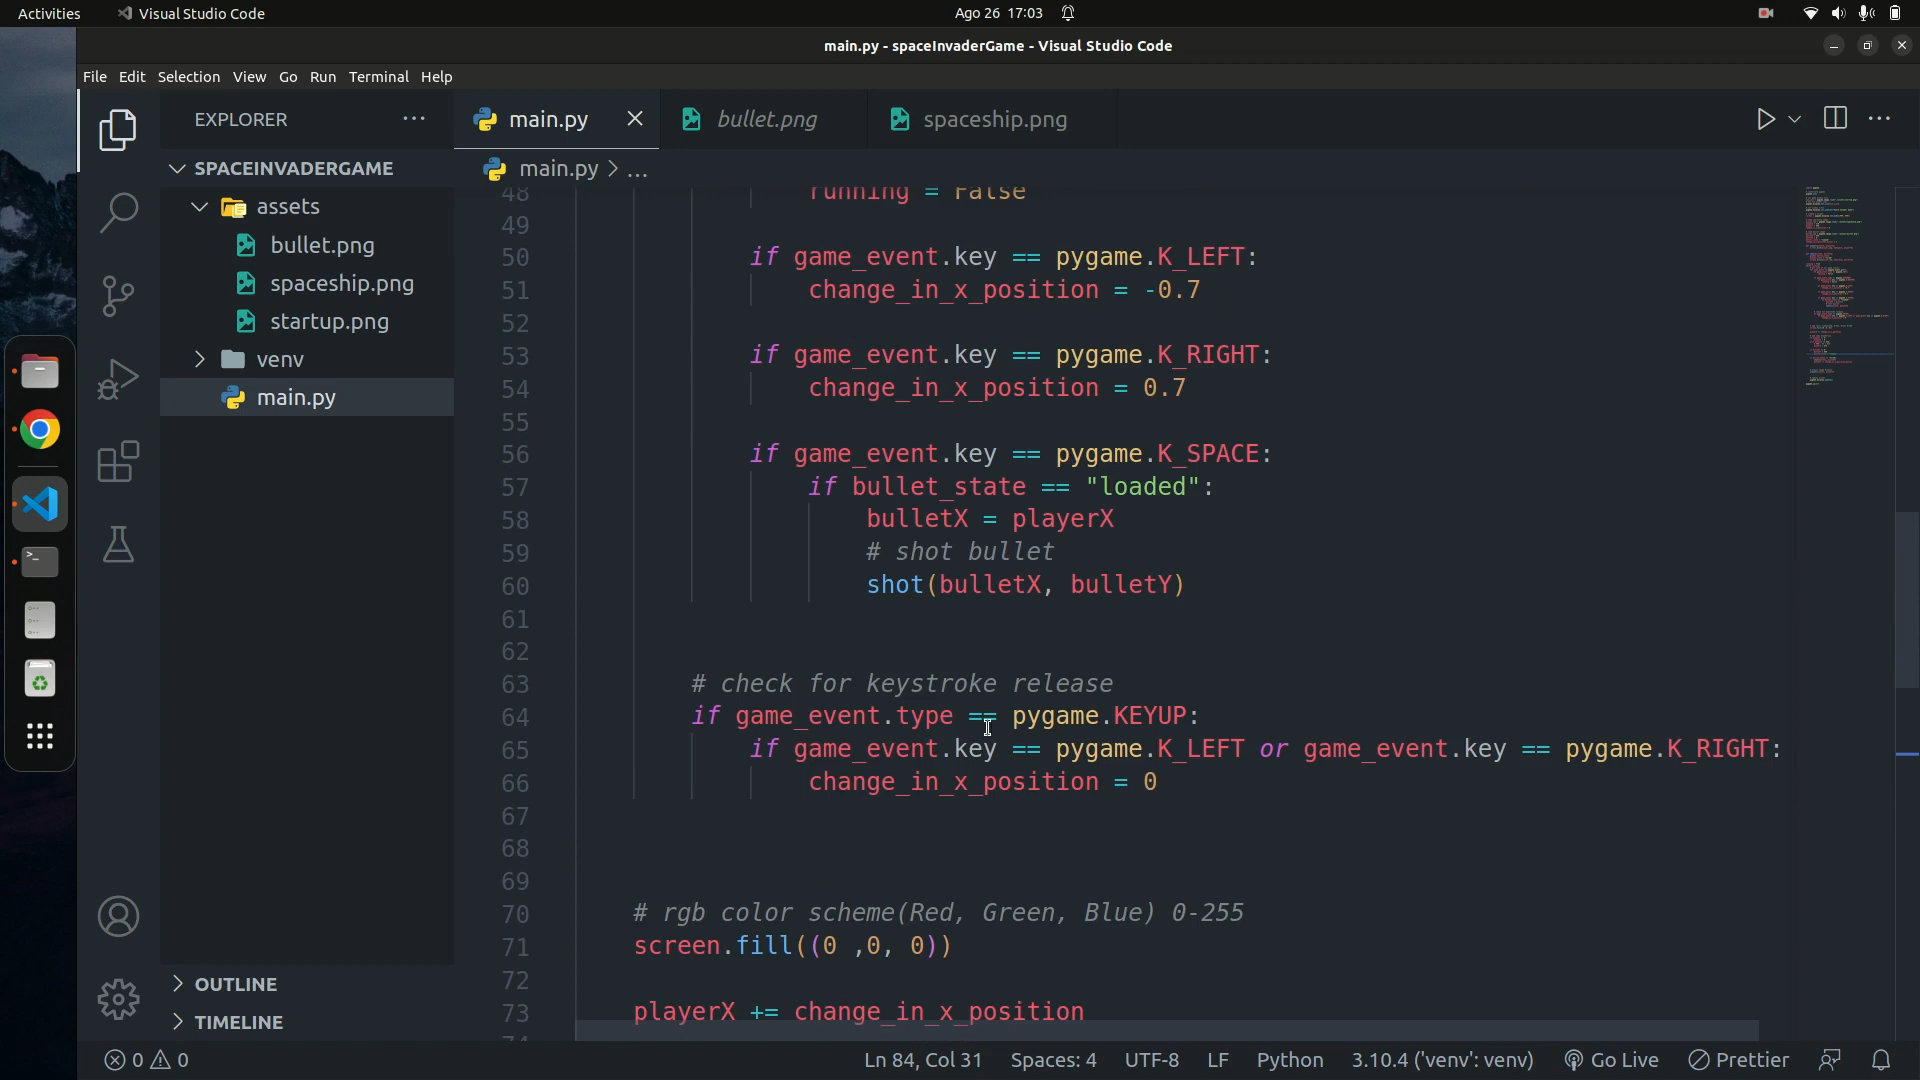 Activities
Visual Studio Code
Ago 26 17:03
main.py - spaceInvaderGame - Visual Studio Code
File Edit Selection View Go Run Terminal Help
EXPLORER
main.py
bullet.png
spaceship.png
SPACEINVADERGAME
assets
bullet.png
spaceship.png
startup.png
venv
main.py
OUTLINE
TIMELINE
main.py > ...
48 running = False
49
50 if game_event.key == pygame.K_LEFT:
51 change_in_x_position = -0.7
52
53 if game_event.key == pygame.K_RIGHT:
54 change_in_x_position = 0.7
55
56 if game_event.key == pygame.K_SPACE:
57 if bullet_state == "loaded":
58 bulletX = playerX
59 # shot bullet
60 shot(bulletX, bulletY)
61
62
63 # check for keystroke release
64 if game_event.type == pygame.KEYUP:
65 if game_event.key == pygame.K_LEFT or game_event.key == pygame.K_RIGHT:
66 change_in_x_position = 0
67
68
69
70 # rgb color scheme(Red, Green, Blue) 0-255
71 screen.fill((0 ,0, 0))
72
73 playerX += change_in_x_position
0 0
Ln 84, Col 31
Spaces: 4
UTF-8
LF
Python
3.10.4 ('venv': venv)
Go Live
Prettier